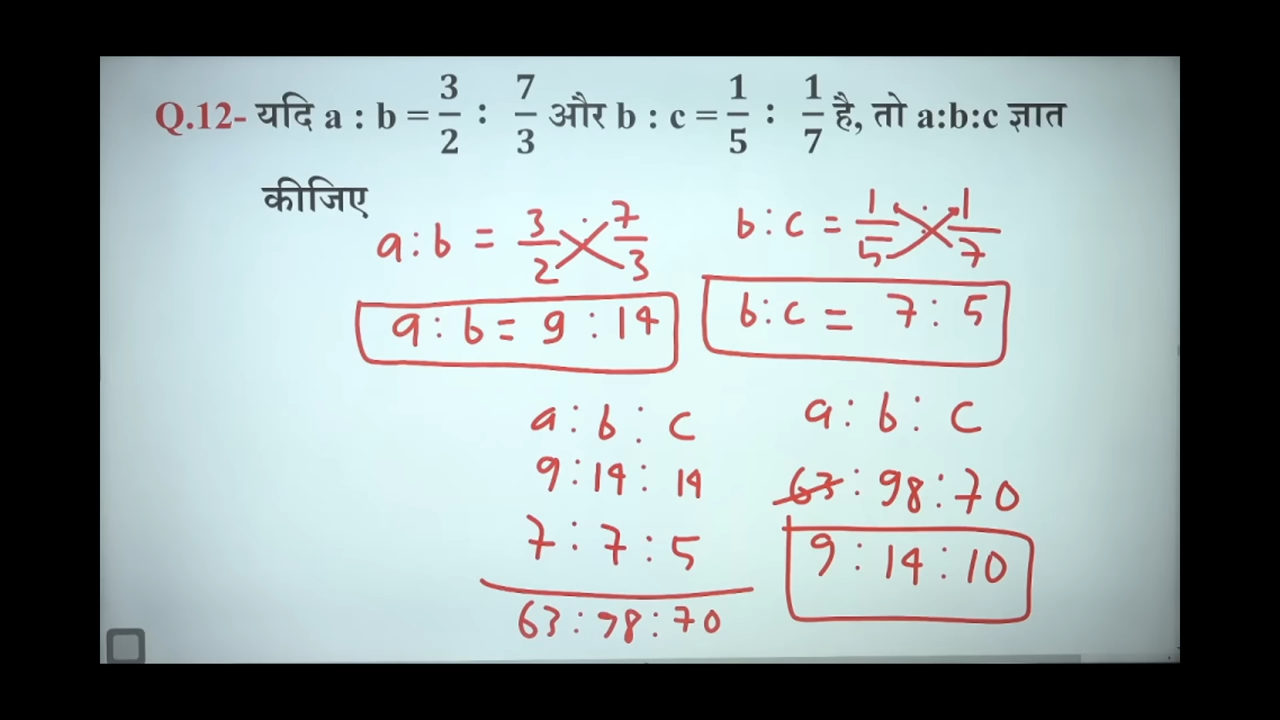 Q.12- यदि a : b = 3/2 : 7/3 और b : c = 1/5 : 1/7 है, तो a:b:c ज्ञात
कीजिए
a : b = 3/2 : 7/3
a : b = 9 : 14
b : c = 1/5 : 1/7
b : c = 7 : 5
a : b : c
9 : 14 : 14
7 : 7 : 5
63 : 98 : 70
a : b : c
63 : 98 : 70
9 : 14 : 10